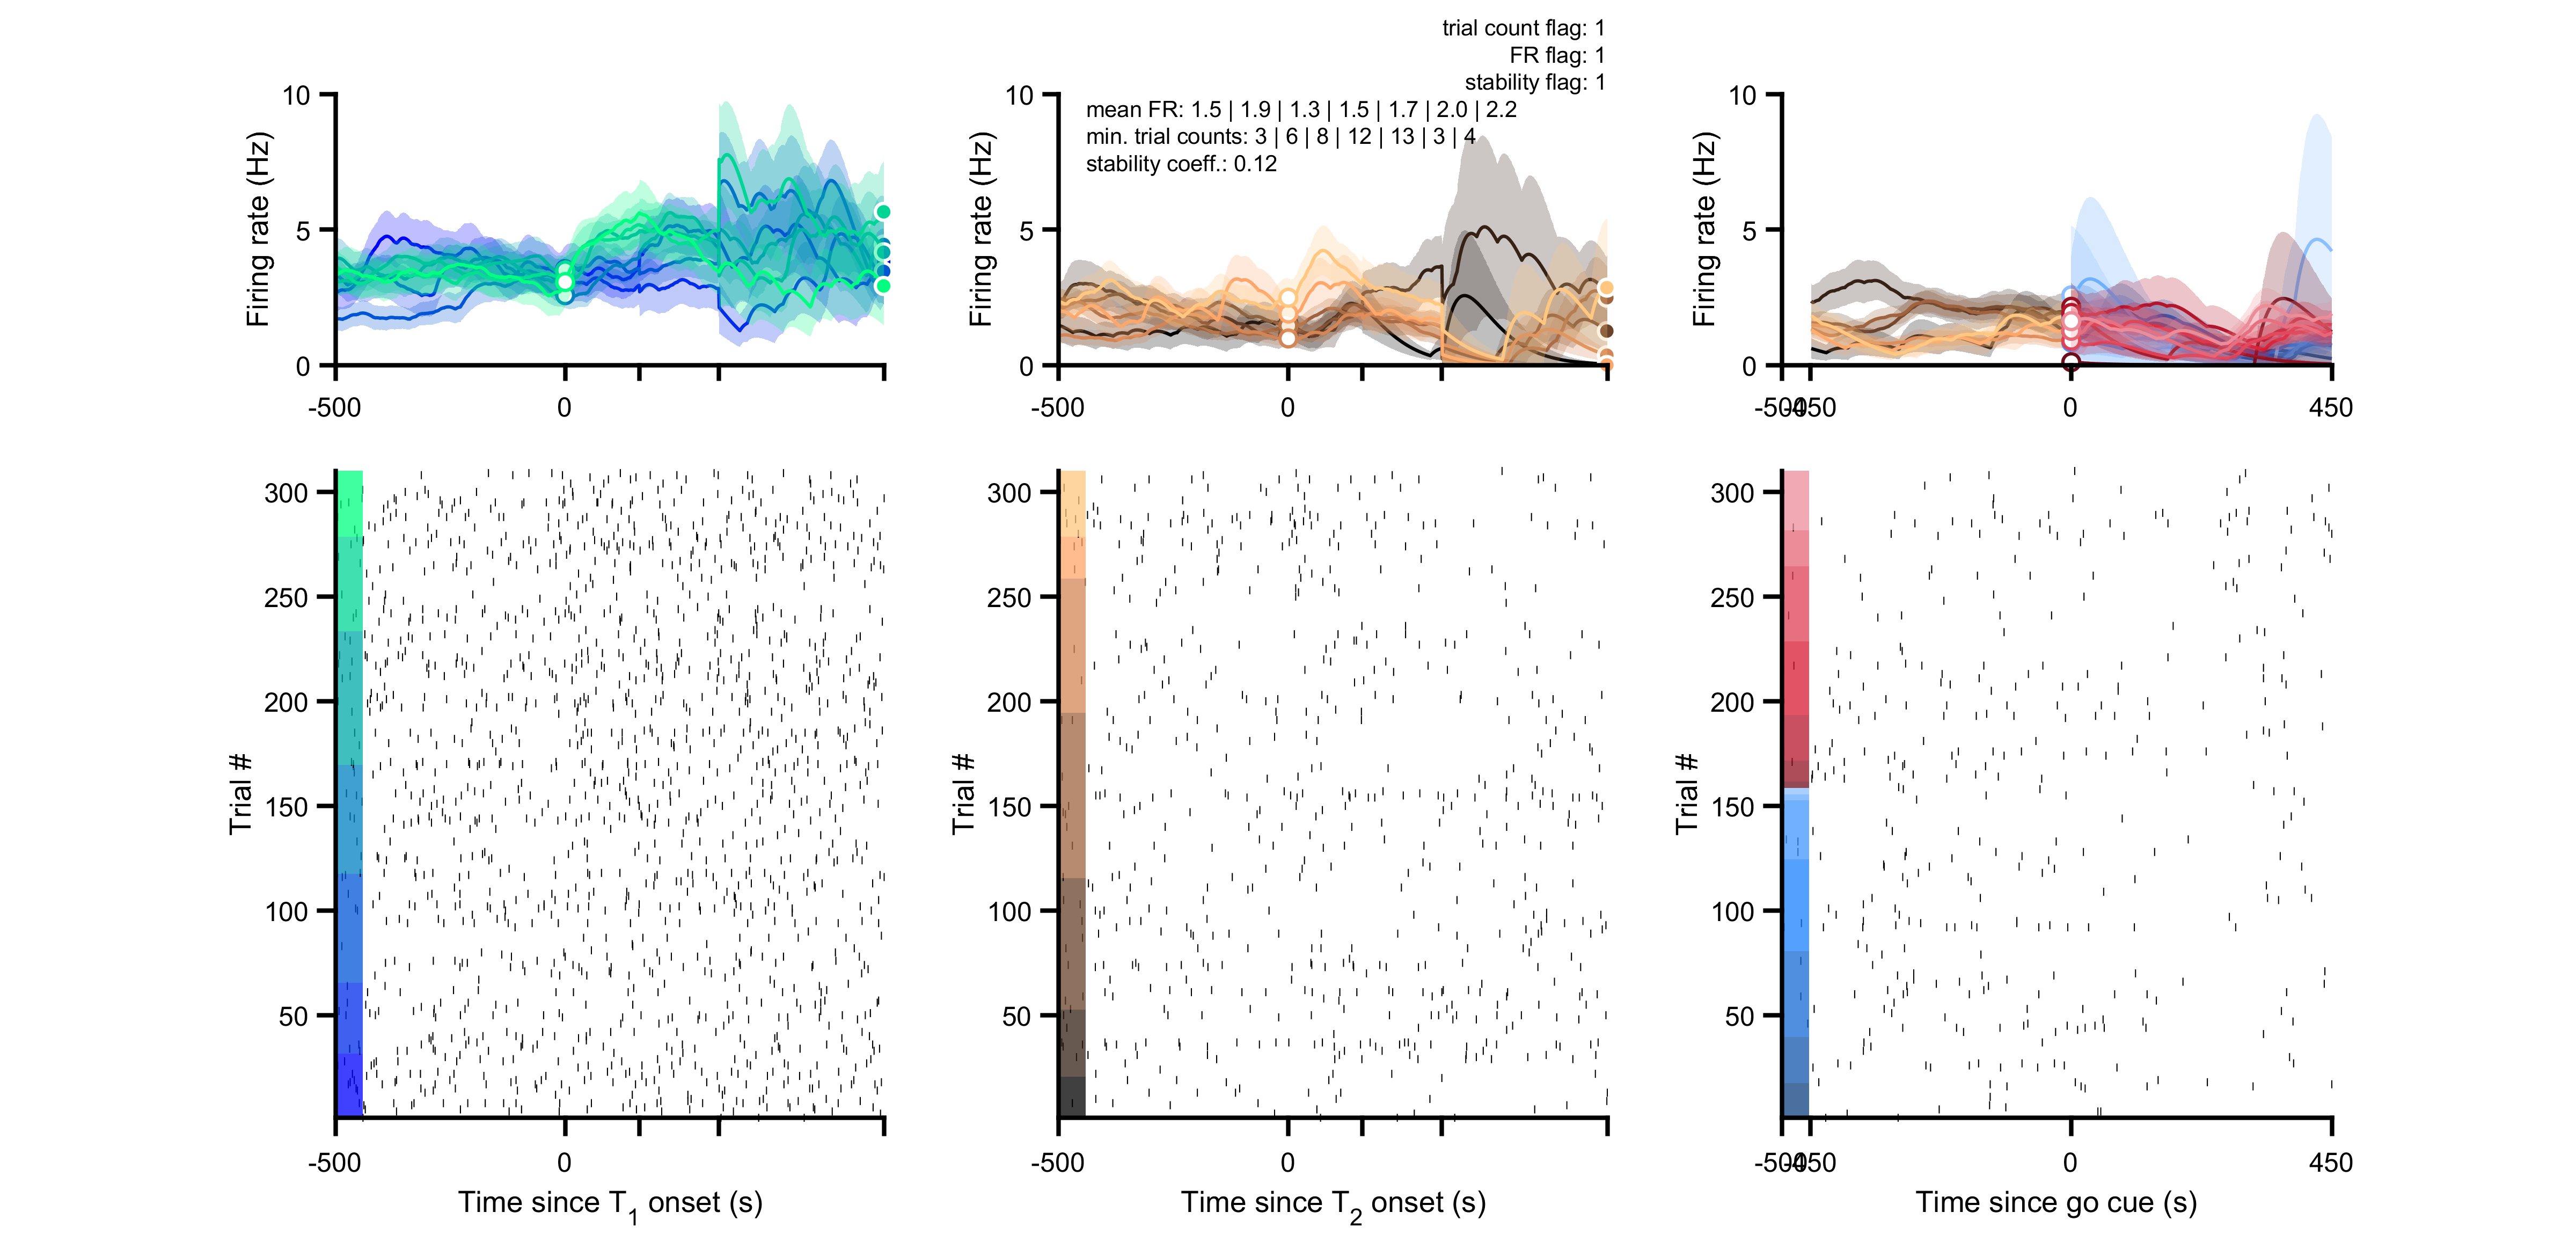 trial count flag: 1
FR flag: 1
stability flag: 1
mean FR: 1.5 | 1.9 | 1.3 | 1.5 | 1.7 | 2.0 | 2.2
min. trial counts: 3 | 6 | 8 | 12 | 13 | 3 | 4
stability coeff.: 0.12
Firing rate (Hz)
10
5
0
-500
0
Firing rate (Hz)
10
5
0
-500
0
Firing rate (Hz)
10
5
0
-500
-450
0
450
Trial #
300
250
200
150
100
50
-500
0
Time since T1 onset (s)
Trial #
300
250
200
150
100
50
-500
0
Time since T2 onset (s)
Trial #
300
250
200
150
100
50
-500
-450
0
450
Time since go cue (s)